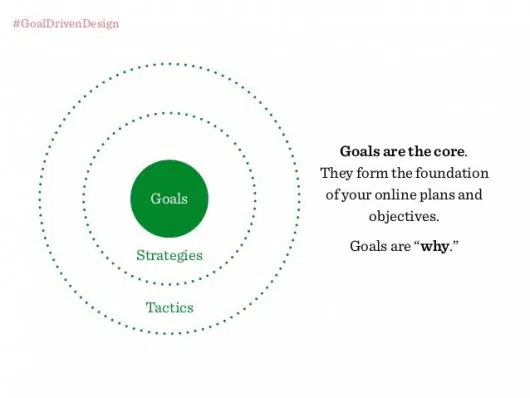 #GoalDrivenDesign
Goals
Strategies
Tactics
Goals are the core.
They form the foundation
of your online plans and
objectives.
Goals are “why.”